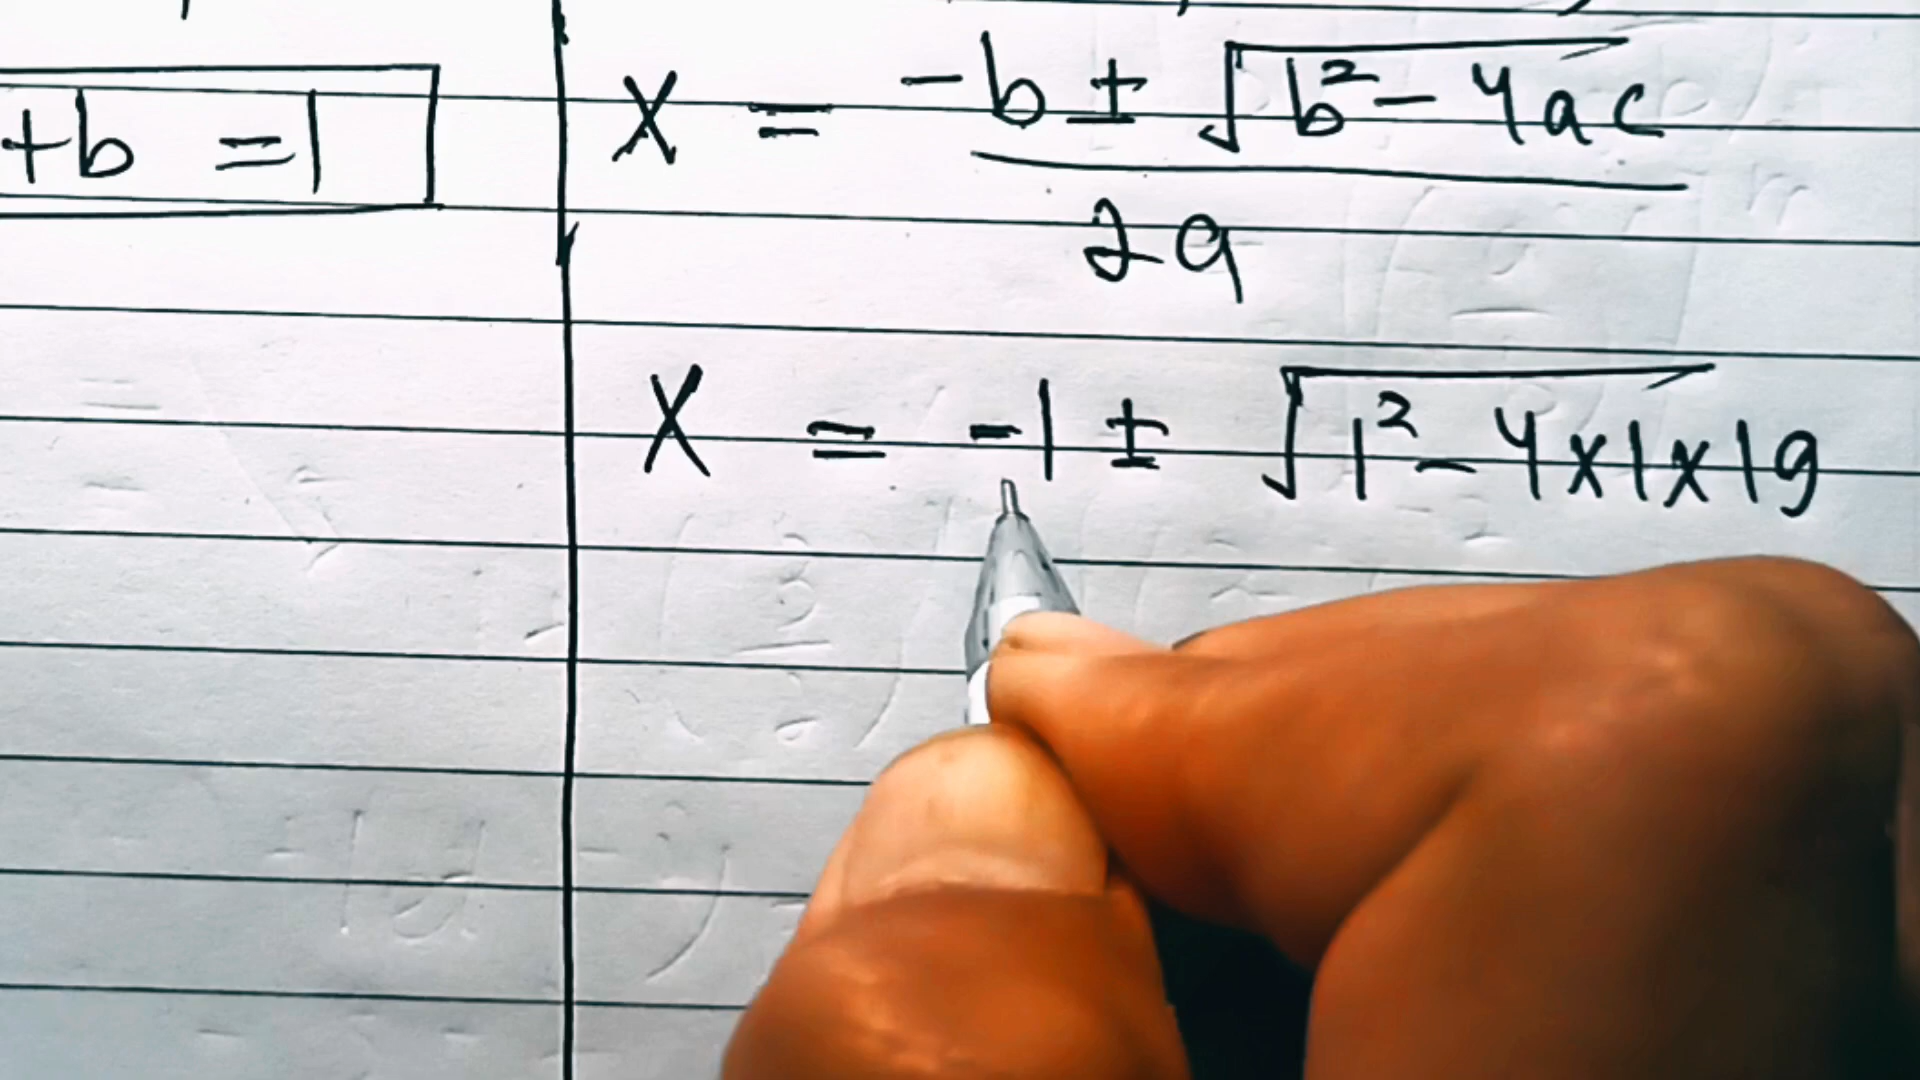 +b = 1
x = -b ± √b² - 4ac
2a
x = -1 ± √1² - 4x1x19